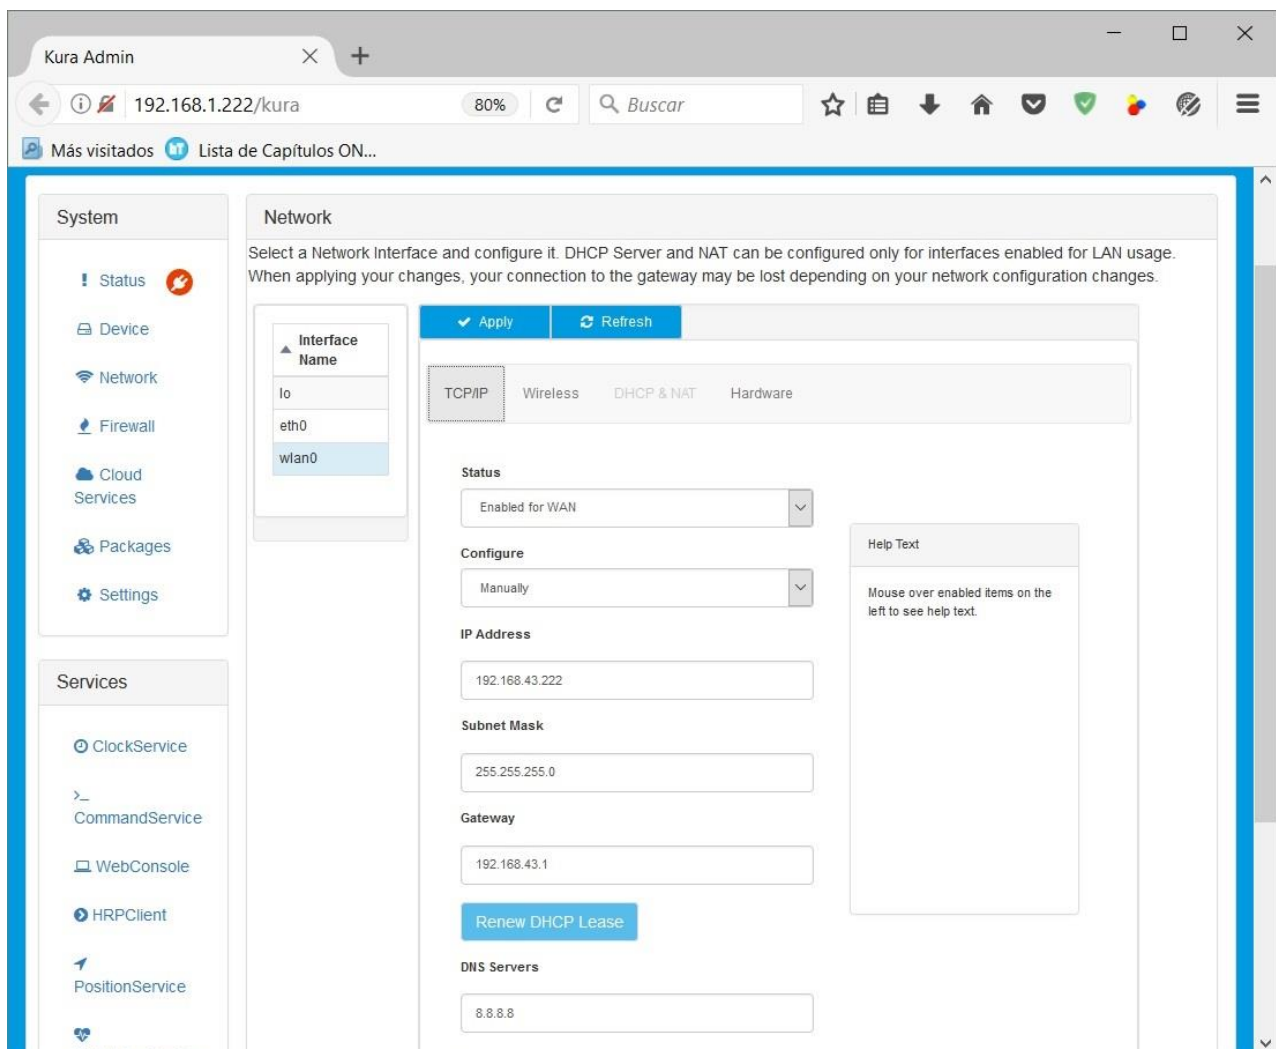 Kura Admin
192.168.1.222/kura
80%
Buscar
Más visitados
Lista de Capítulos ON...
System
Status
Device
Network
Firewall
Cloud
Services
Packages
Settings
Services
ClockService
CommandService
WebConsole
HRPClient
PositionService
Network
Select a Network Interface and configure it. DHCP Server and NAT can be configured only for interfaces enabled for LAN usage.
When applying your changes, your connection to the gateway may be lost depending on your network configuration changes.
Interface
Name
lo
eth0
wlan0
Apply
Refresh
TCP/IP
Wireless
DHCP & NAT
Hardware
Status
Enabled for WAN
Configure
Manually
IP Address
192.168.43.222
Subnet Mask
255.255.255.0
Gateway
192.168.43.1
Renew DHCP Lease
DNS Servers
8.8.8.8
Help Text
Mouse over enabled items on the
left to see help text.